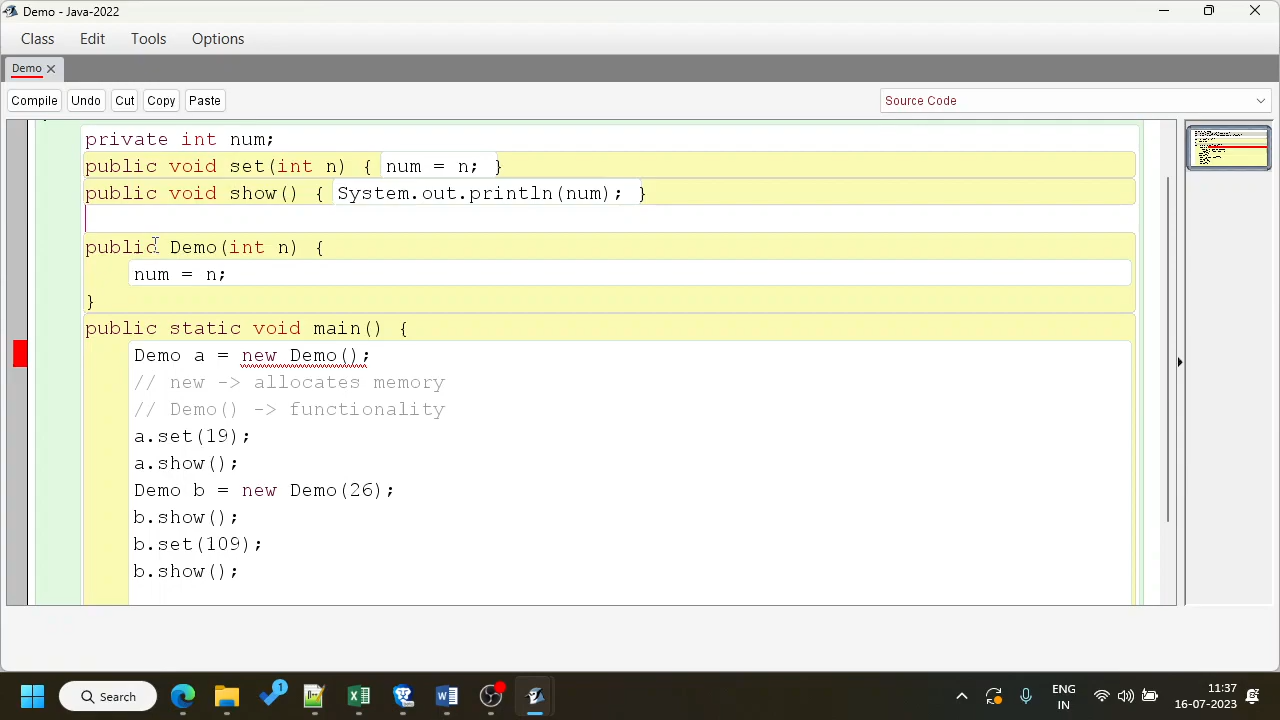 Demo - Java-2022
Class Edit Tools Options
Demo
Compile Undo Cut Copy Paste Source Code
private int num;
public void set(int n) { num = n; }
public void show() { System.out.println(num); }
public Demo(int n) {
num = n;
}
public static void main() {
Demo a = new Demo();
// new -> allocates memory
// Demo() -> functionality
a.set(19);
a.show();
Demo b = new Demo(26);
b.show();
b.set(109);
b.show();
Search
1
ENG
IN
11:37
16-07-2023